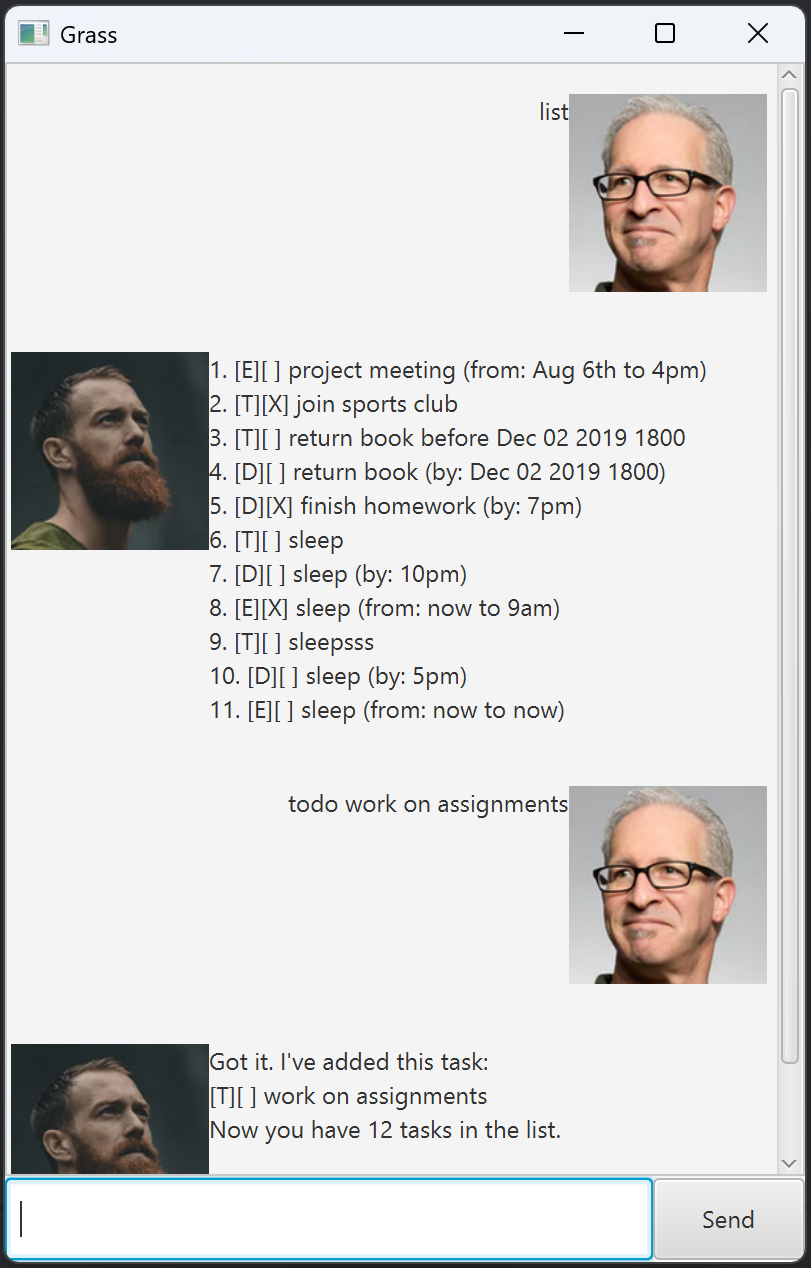 Grass
list
1. [E][ ] project meeting (from: Aug 6th to 4pm)
2. [T][X] join sports club
3. [T][ ] return book before Dec 02 2019 1800
4. [D][ ] return book (by: Dec 02 2019 1800)
5. [D][X] finish homework (by: 7pm)
6. [T][ ] sleep
7. [D][ ] sleep (by: 10pm)
8. [E][X] sleep (from: now to 9am)
9. [T][ ] sleepsss
10. [D][ ] sleep (by: 5pm)
11. [E][ ] sleep (from: now to now)
todo work on assignments
Got it. I've added this task:
[T][ ] work on assignments
Now you have 12 tasks in the list.
Send